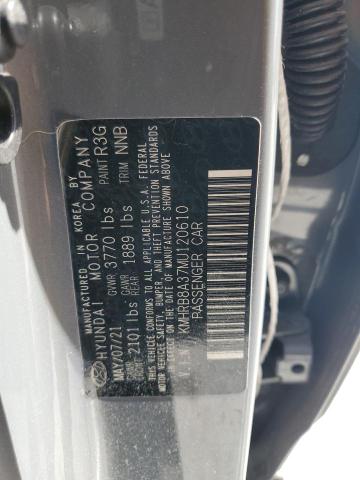 MANUFACTURED IN KOREA BY
HYUNDAI MOTOR COMPANY
MAY/07/21 GVWR 3770 lbs PAINT R3G
GAWR FRONT 2101 lbs GAWR REAR 1889 lbs TRIM NNB
THIS VEHICLE CONFORMS TO ALL APPLICABLE U.S.
FEDERAL MOTOR VEHICLE SAFETY, BUMPER, AND
THEFT PREVENTION STANDARDS IN EFFECT ON
THE DATE OF MANUFACTURE SHOWN ABOVE.
V.I.N : KMHRB8A37MU120610
TYPE : PASSENGER CAR